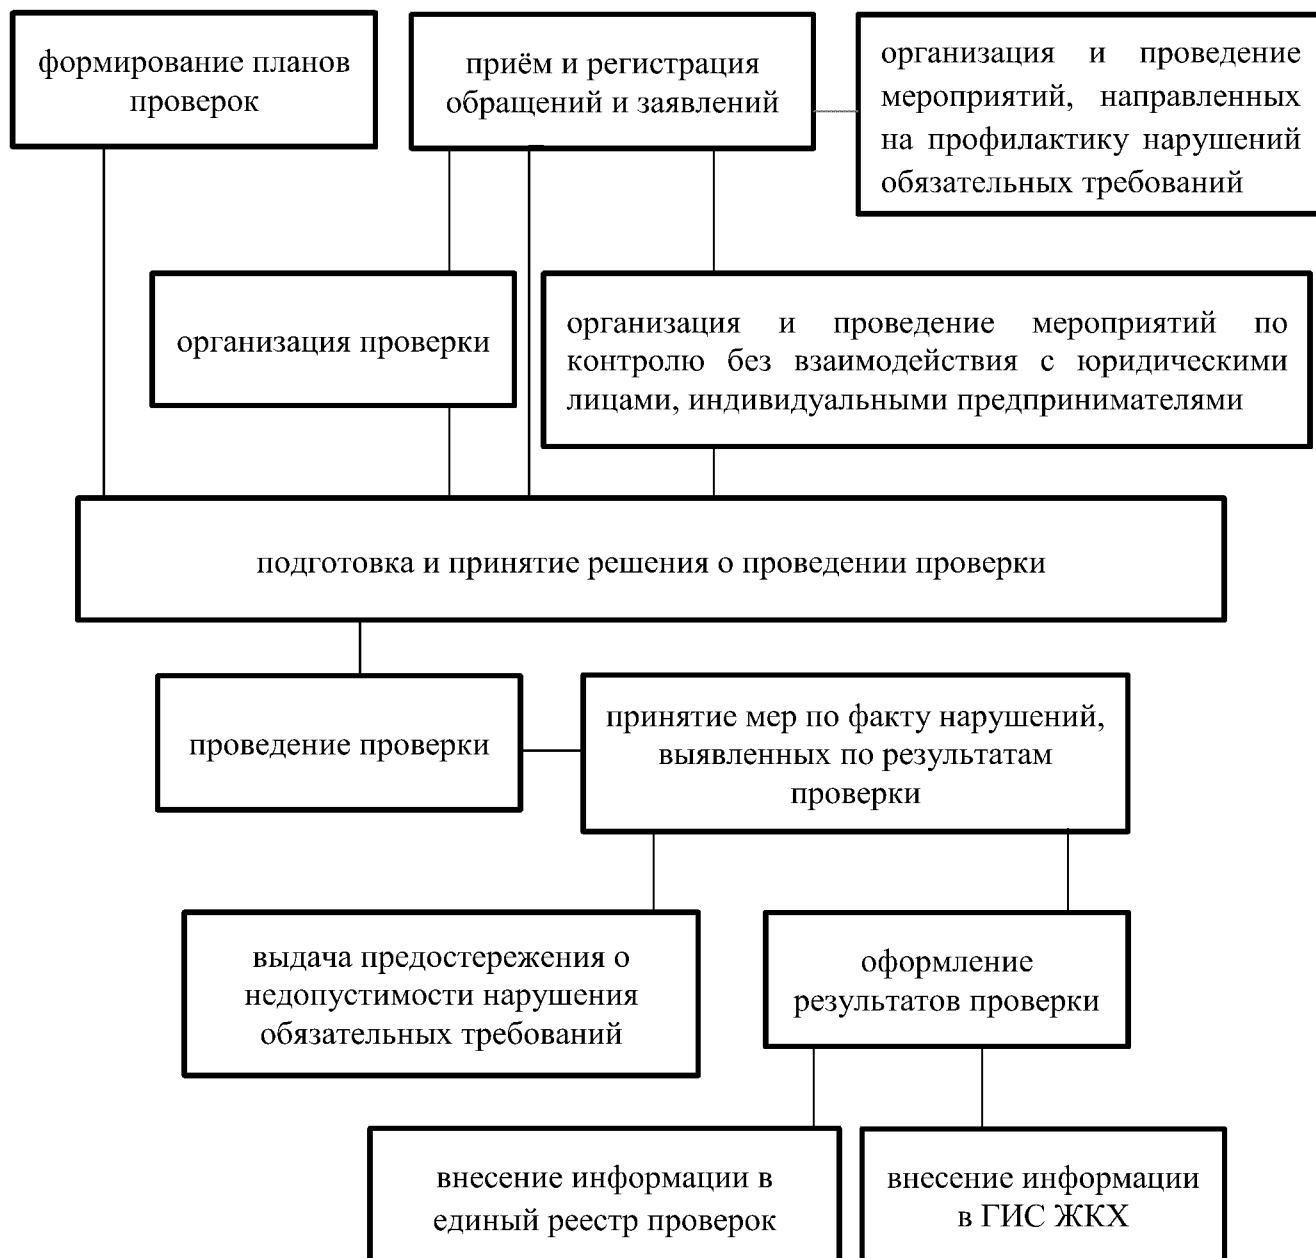 формирование планов
проверок
приём и регистрация
обращений и заявлений
организация и проведение
мероприятий, направленных
на профилактику нарушений
обязательных требований
организация проверки
организация и проведение мероприятий по
контролю без взаимодействия с юридическими
лицами, индивидуальными предпринимателями
подготовка и принятие решения о проведении проверки
проведение проверки
принятие мер по факту нарушений,
выявленных по результатам
проверки
выдача предостережения о
недопустимости нарушения
обязательных требований
оформление
результатов проверки
внесение информации в
единый реестр проверок
внесение информации
в ГИС ЖКХ